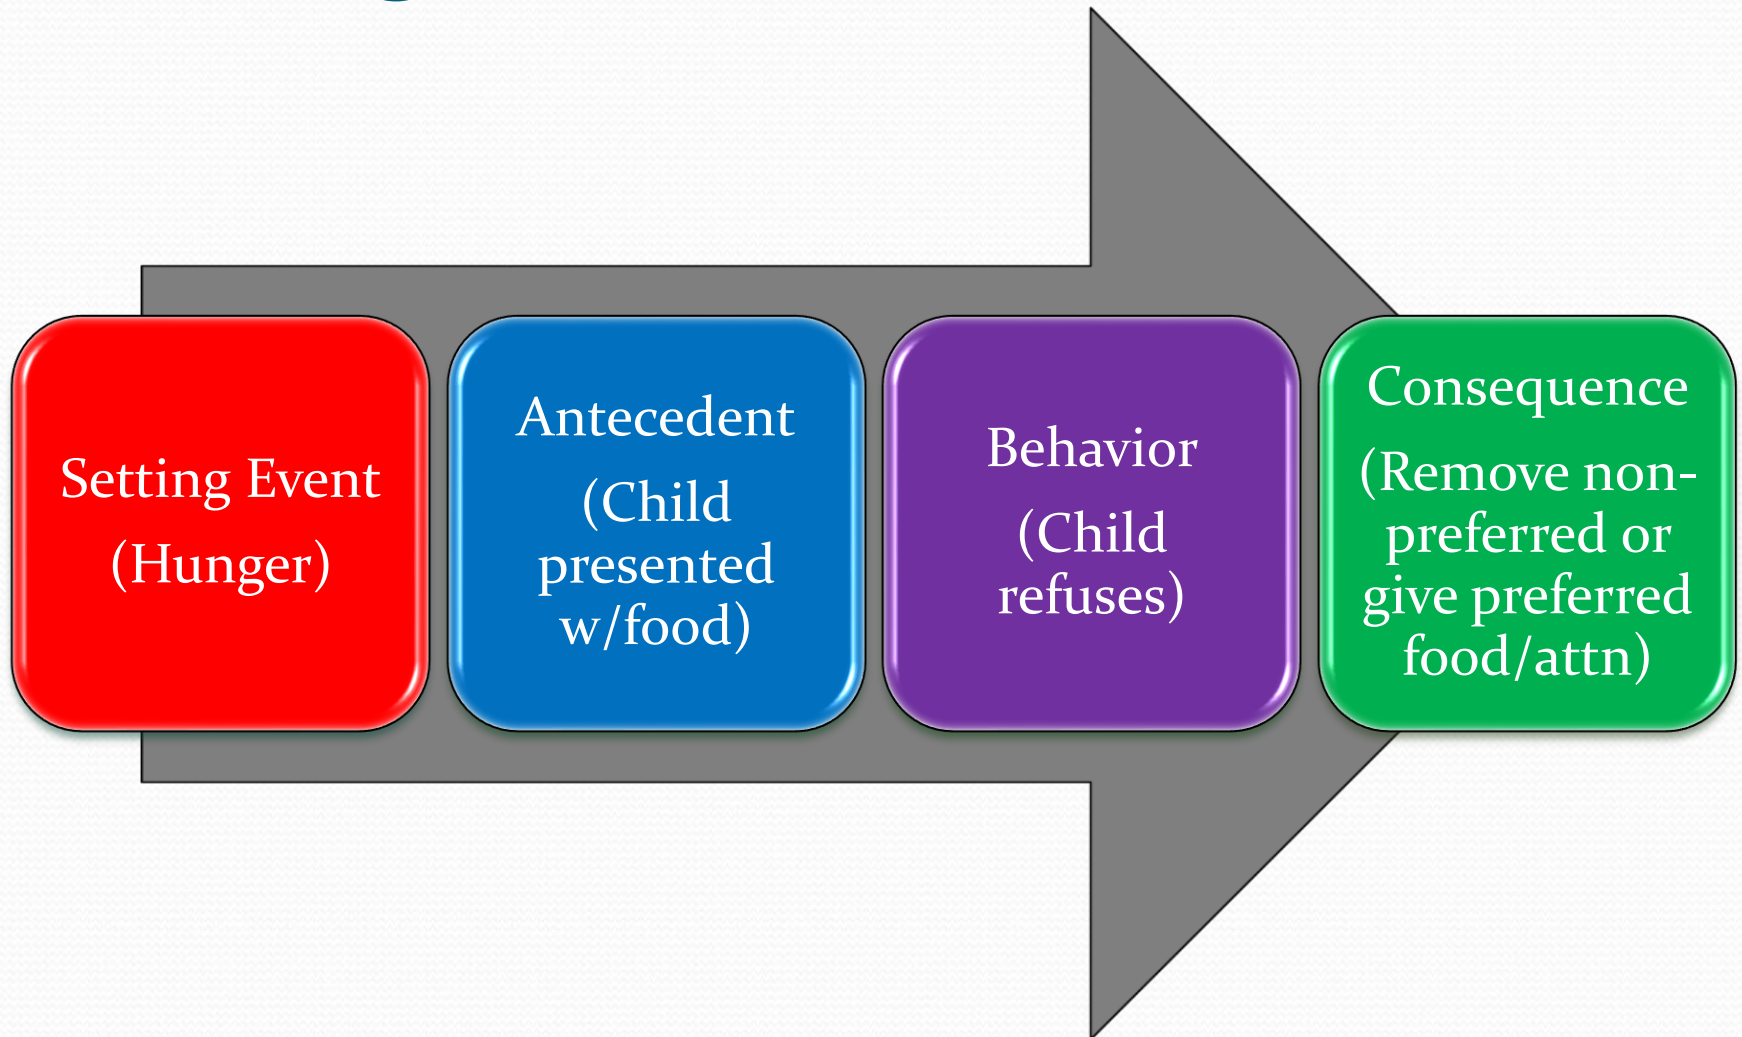 Setting Event
(Hunger)
Antecedent
(Child
presented
w/food)
Behavior
(Child
refuses)
Consequence
(Remove non-
preferred or
give preferred
food/attn)